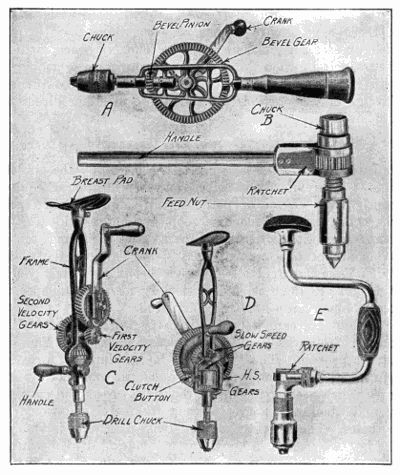 CRANK
BEVEL PINION
CHUCK
BEVEL GEAR
A
CHUCK
B
HANDLE
RATCHET
BREAST PAD
FEED NUT
CRANK
FRAME
D
E
SECOND
VELOCITY
GEARS
FIRST
VELOCITY
GEARS
SLOW SPEED
GEARS
RATCHET
C
CLUTCH
BUTTON
H.S.
GEARS
HANDLE
DRILL CHUCK